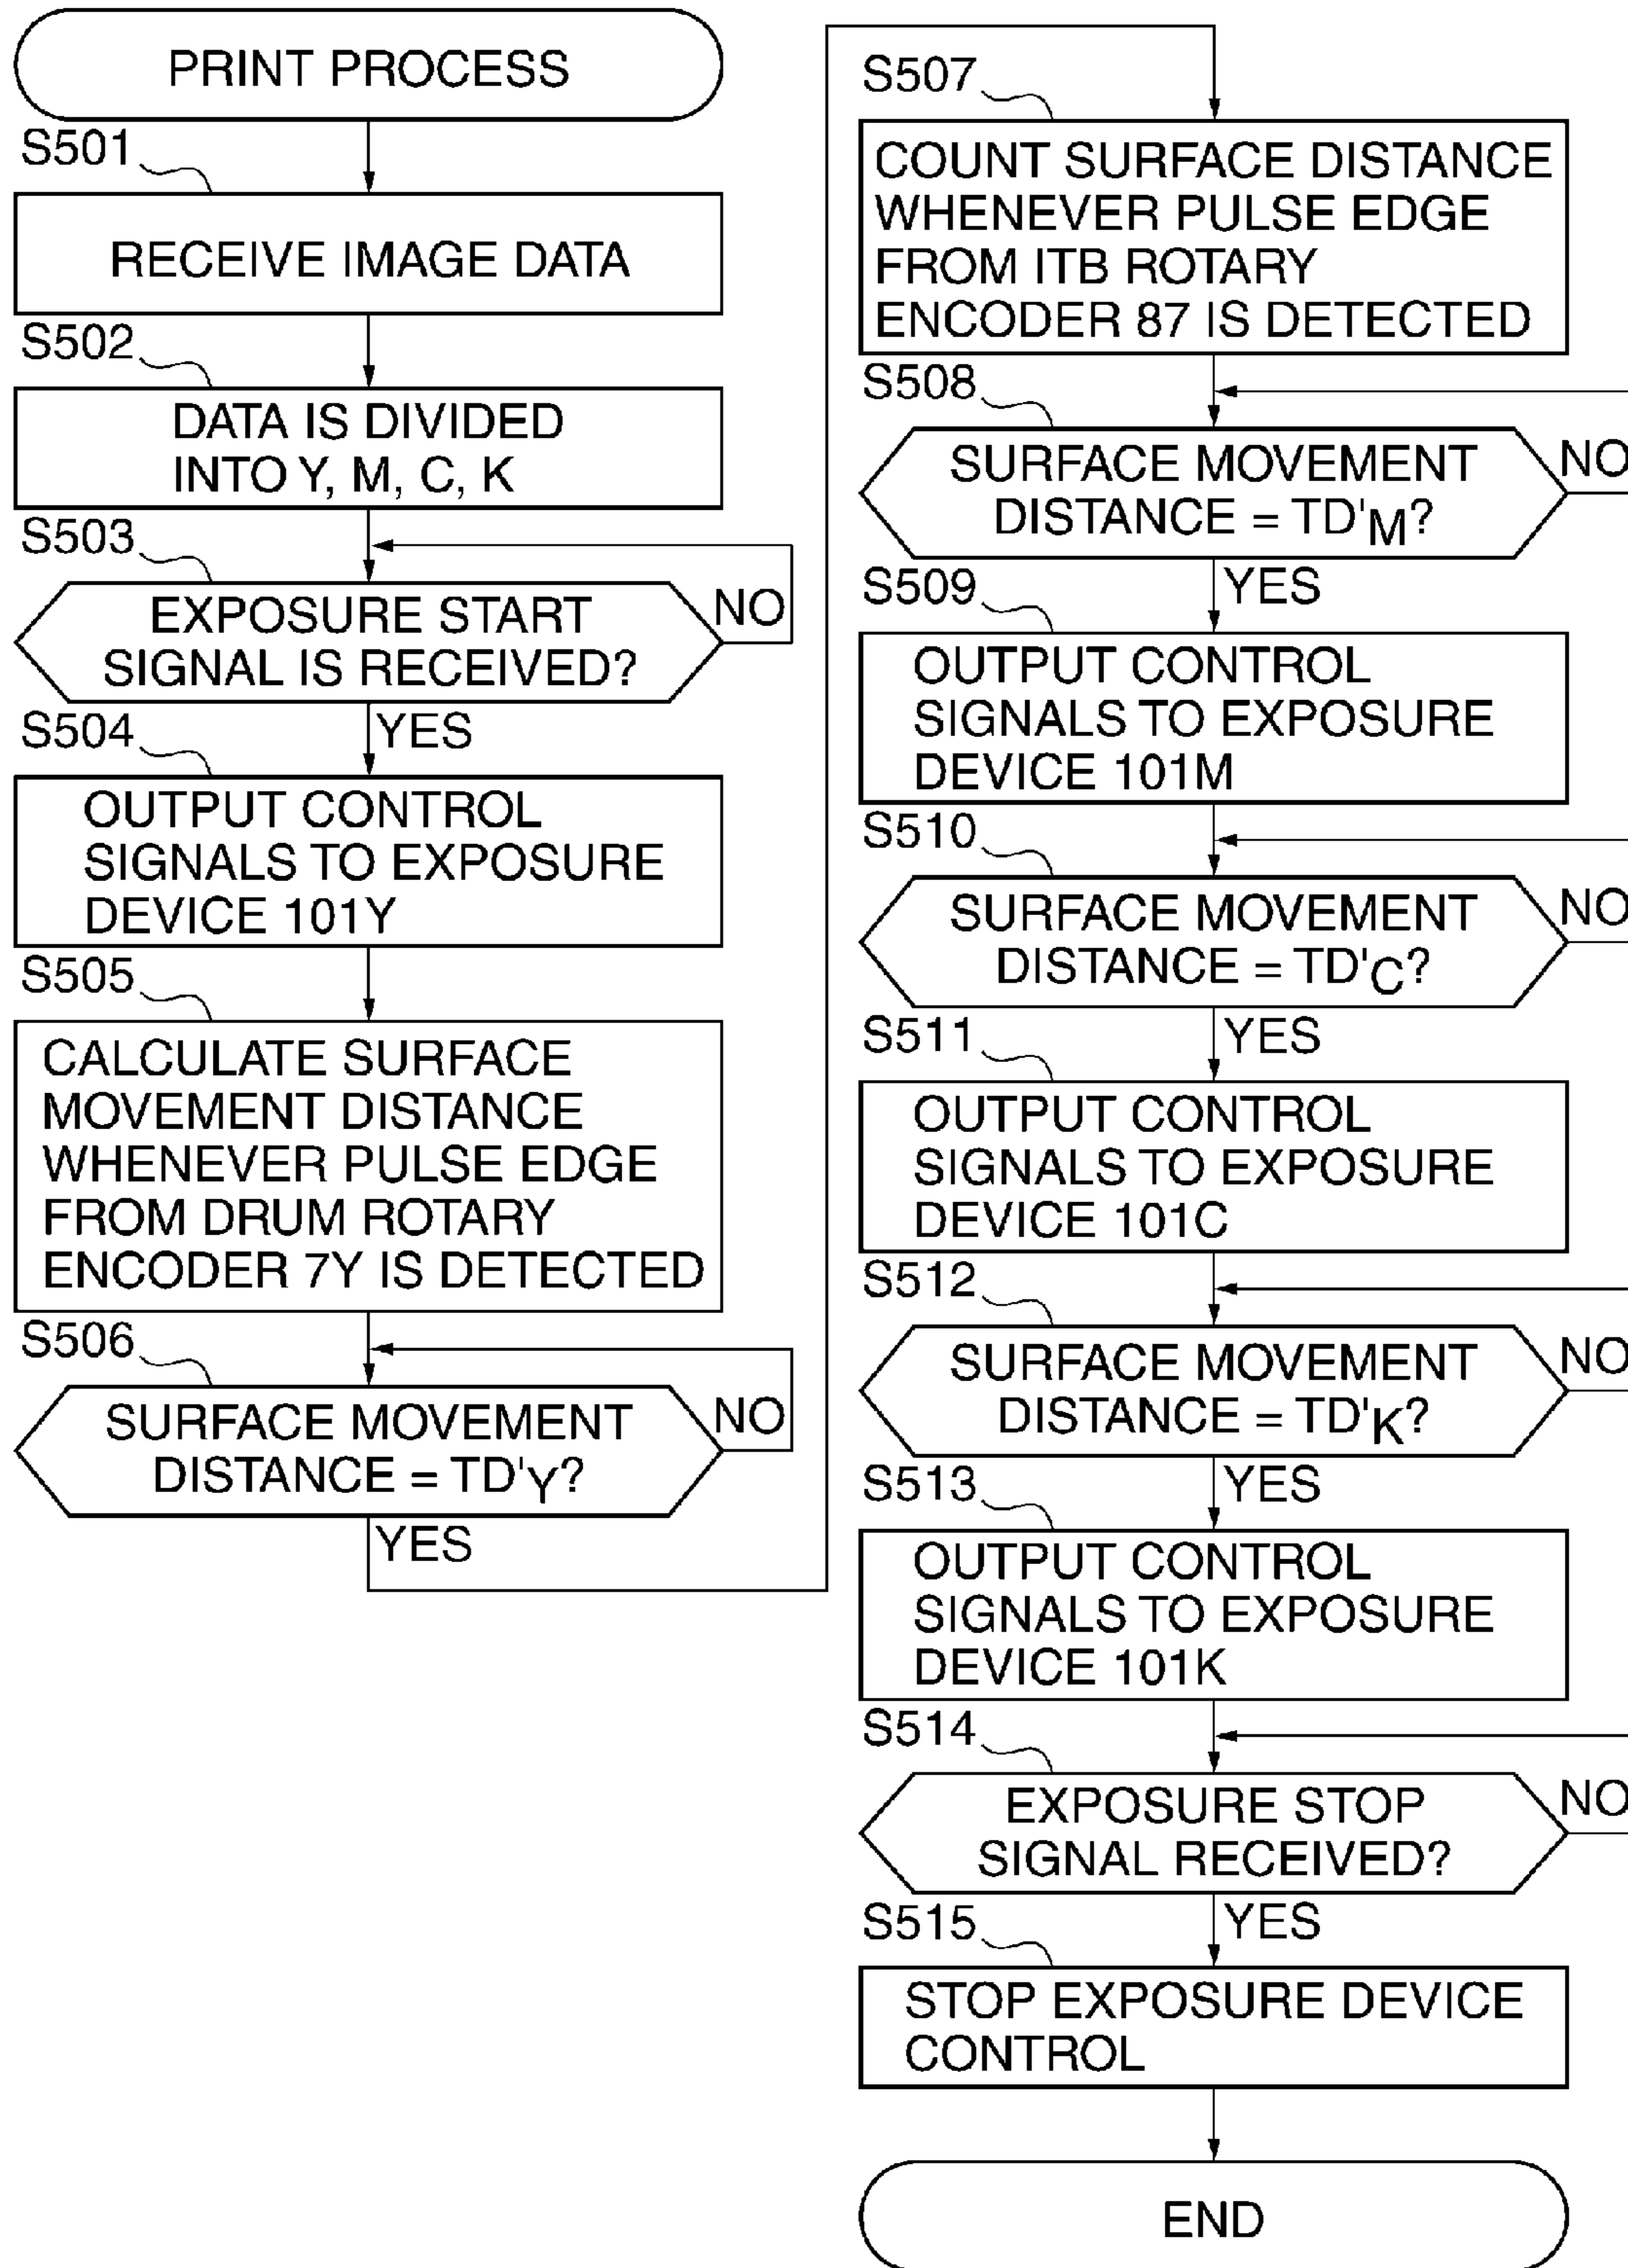 PRINT PROCESS
S501
RECEIVE IMAGE DATA
S502
DATA IS DIVIDED
INTO Y, M, C, K
S503
EXPOSURE START
SIGNAL IS RECEIVED?
NO
YES
S504
OUTPUT CONTROL
SIGNALS TO EXPOSURE
DEVICE 101Y
S505
CALCULATE SURFACE
MOVEMENT DISTANCE
WHENEVER PULSE EDGE
FROM DRUM ROTARY
ENCODER 7Y IS DETECTED
S506
SURFACE MOVEMENT
DISTANCE = TD'Y?
NO
YES
S507
COUNT SURFACE DISTANCE
WHENEVER PULSE EDGE
FROM ITB ROTARY
ENCODER 87 IS DETECTED
S508
SURFACE MOVEMENT
DISTANCE = TD'M?
NO
YES
S509
OUTPUT CONTROL
SIGNALS TO EXPOSURE
DEVICE 101M
S510
SURFACE MOVEMENT
DISTANCE = TD'C?
NO
YES
S511
OUTPUT CONTROL
SIGNALS TO EXPOSURE
DEVICE 101C
S512
SURFACE MOVEMENT
DISTANCE = TD'K?
NO
YES
S513
OUTPUT CONTROL
SIGNALS TO EXPOSURE
DEVICE 101K
S514
EXPOSURE STOP
SIGNAL RECEIVED?
NO
YES
S515
STOP EXPOSURE DEVICE
CONTROL
END